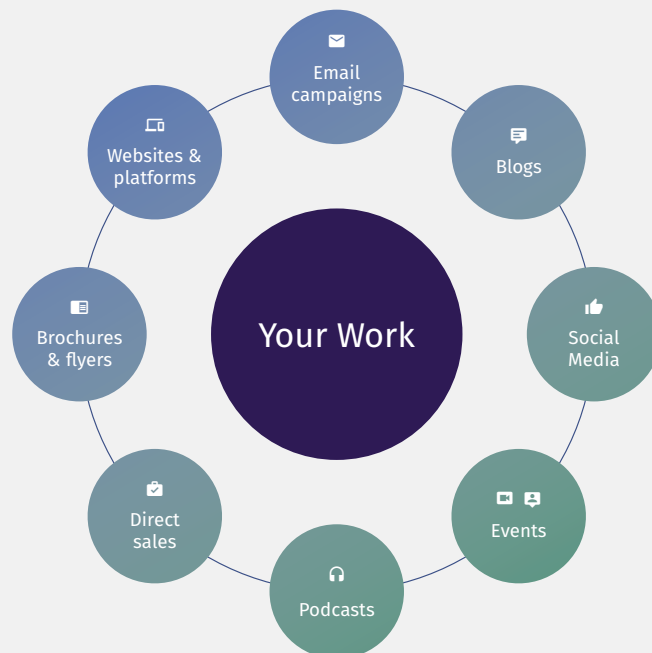 Email
campaigns
Websites &
platforms
Blogs
Brochures
& flyers
Your Work
Social
Media
Direct
sales
Events
Podcasts